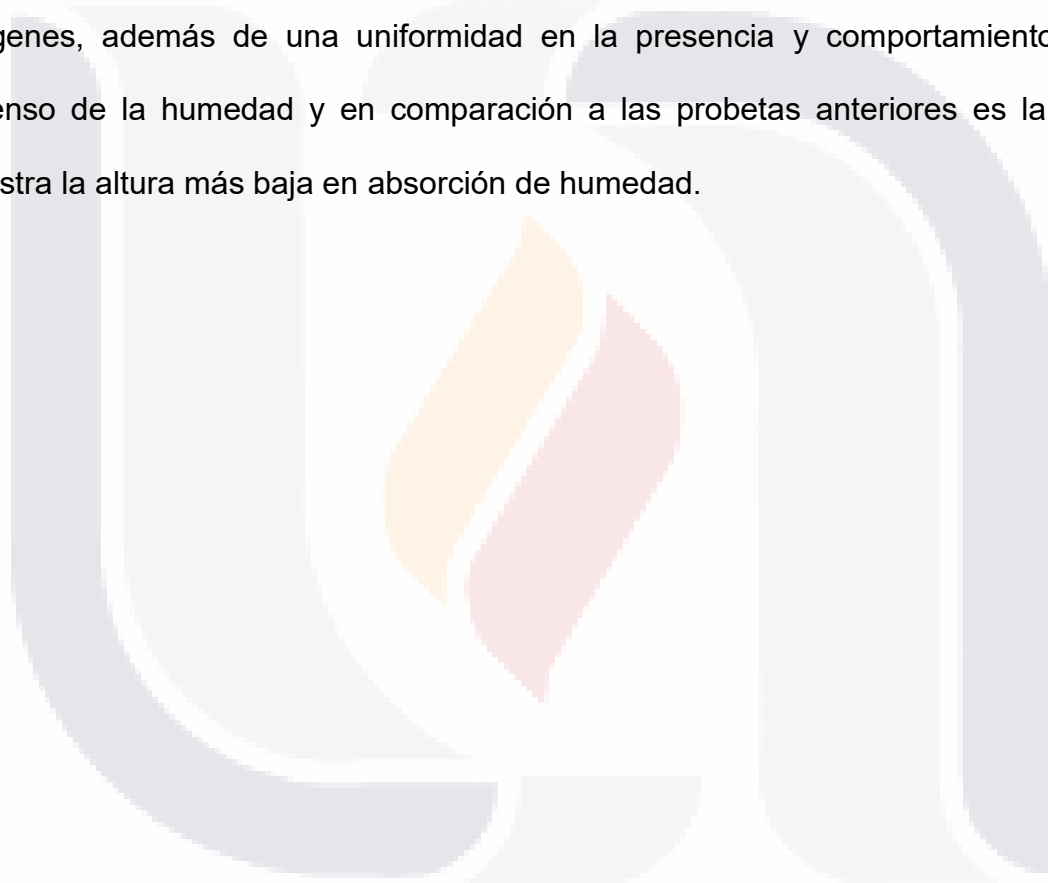 genes, además de una uniformidad en la presencia y comportamiento
enso de la humedad y en comparación a las probetas anteriores es la
stra la altura más baja en absorción de humedad.